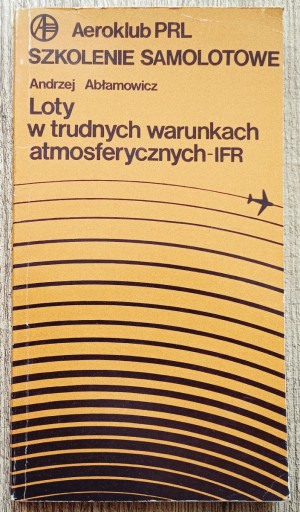 Aeroklub PRL
SZKOLENIE SAMOLOTOWE
Andrzej Abłamowicz
Loty
w trudnych warunkach
atmosferycznych-IFR